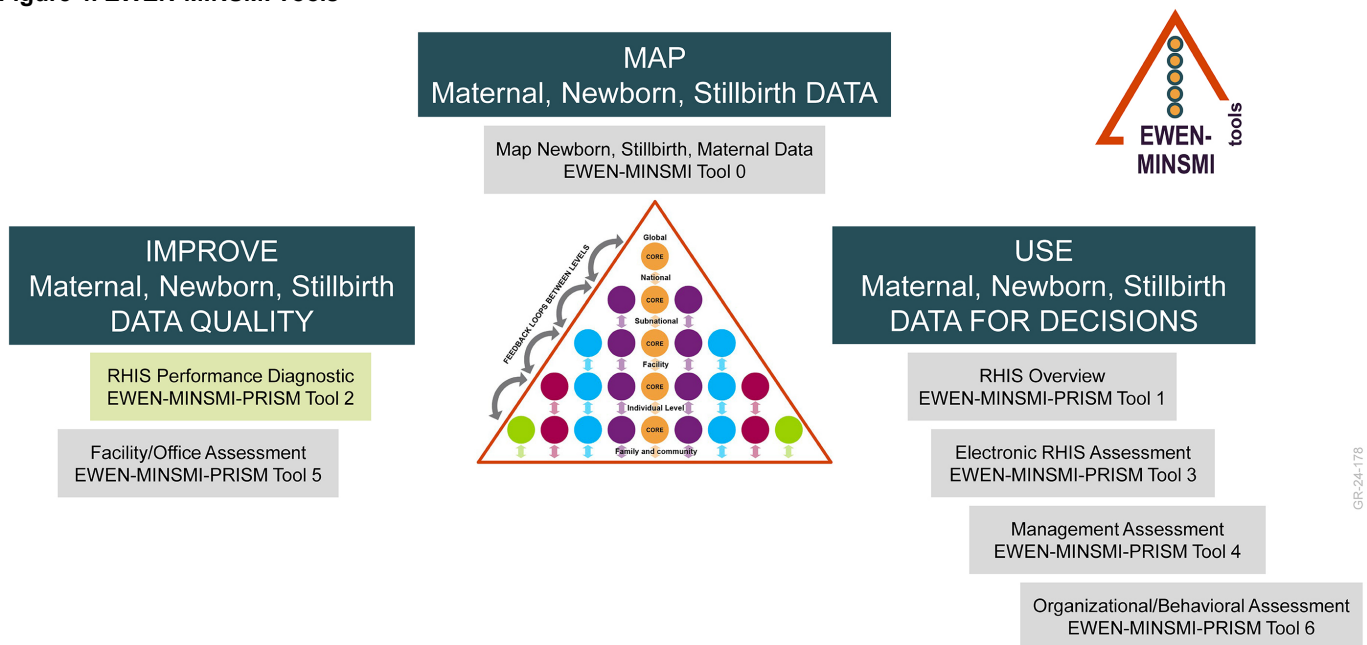 MAP
Maternal, Newborn, Stillbirth DATA
Map Newborn, Stillbirth, Maternal Data
EWEN-MINSMI Tool 0
EWEN-
MINSMI
tools
IMPROVE
Maternal, Newborn, Stillbirth
DATA QUALITY
RHIS Performance Diagnostic
EWEN-MINSMI-PRISM Tool 2
Facility/Office Assessment
EWEN-MINSMI-PRISM Tool 5
FEEDBACK LOOPS BETWEEN LEVELS
Global
CORE
National
CORE
Subnational
CORE
Facility
CORE
Individual Level
CORE
Family and community
USE
Maternal, Newborn, Stillbirth
DATA FOR DECISIONS
RHIS Overview
EWEN-MINSMI-PRISM Tool 1
Electronic RHIS Assessment
EWEN-MINSMI-PRISM Tool 3
Management Assessment
EWEN-MINSMI-PRISM Tool 4
Organizational/Behavioral Assessment
EWEN-MINSMI-PRISM Tool 6
GR-24-178